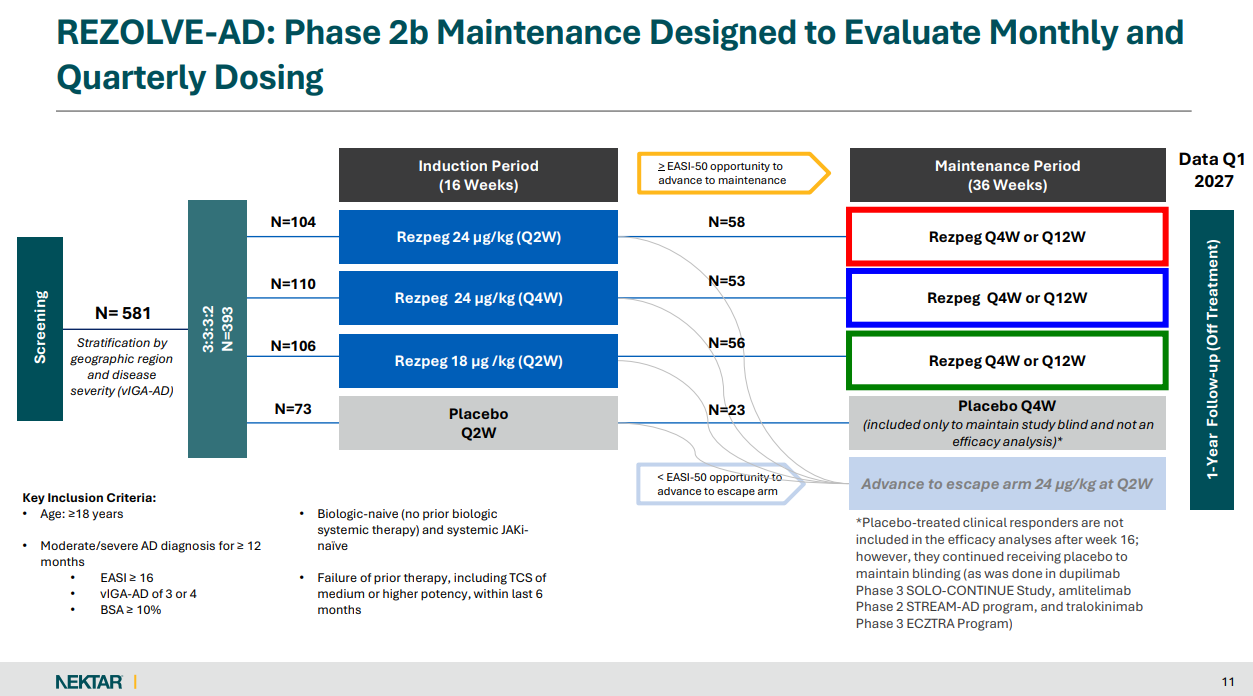 REZOLVE-AD: Phase 2b Maintenance Designed to Evaluate Monthly and
Quarterly Dosing
Induction Period
(16 Weeks)
≥ EASI-50 opportunity to
advance to maintenance
Maintenance Period
(36 Weeks)
Data Q1
2027
Screening
N= 581
Stratification by
geographic region
and disease
severity (vIGA-AD)
3:3:3:2
N=393
N=104
Rezpeg 24 µg/kg (Q2W)
N=58
Rezpeg Q4W or Q12W
N=110
Rezpeg 24 µg/kg (Q4W)
N=53
Rezpeg Q4W or Q12W
N=106
Rezpeg 18 µg /kg (Q2W)
N=56
Rezpeg Q4W or Q12W
N=73
Placebo
Q2W
N=23
Placebo Q4W
(included only to maintain study blind and not an
efficacy analysis)*
< EASI-50 opportunity to
advance to escape arm
Advance to escape arm 24 µg/kg at Q2W
1-Year Follow-up (Off Treatment)
Key Inclusion Criteria:
• Age: ≥18 years
• Moderate/severe AD diagnosis for ≥ 12
months
• EASI ≥ 16
• vIGA-AD of 3 or 4
• BSA ≥ 10%
• Biologic-naive (no prior biologic
systemic therapy) and systemic JAKi-
naïve
• Failure of prior therapy, including TCS of
medium or higher potency, within last 6
months
*Placebo-treated clinical responders are not
included in the efficacy analyses after week 16;
however, they continued receiving placebo to
maintain blinding (as was done in dupilimab
Phase 3 SOLO-CONTINUE Study, amlitelimab
Phase 2 STREAM-AD program, and tralokinimab
Phase 3 ECZTRA Program)
NEKTAR
11